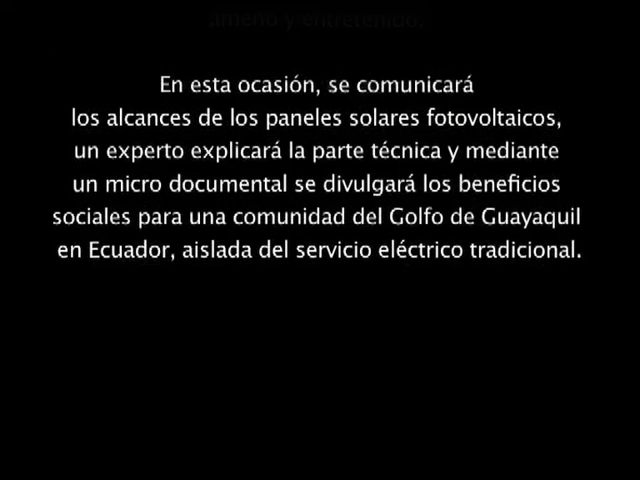 ameno y entretenido.
En esta ocasión, se comunicará
los alcances de los paneles solares fotovoltaicos,
un experto explicará la parte técnica y mediante
un micro documental se divulgará los beneficios
sociales para una comunidad del Golfo de Guayaquil
en Ecuador, aislada del servicio eléctrico tradicional.